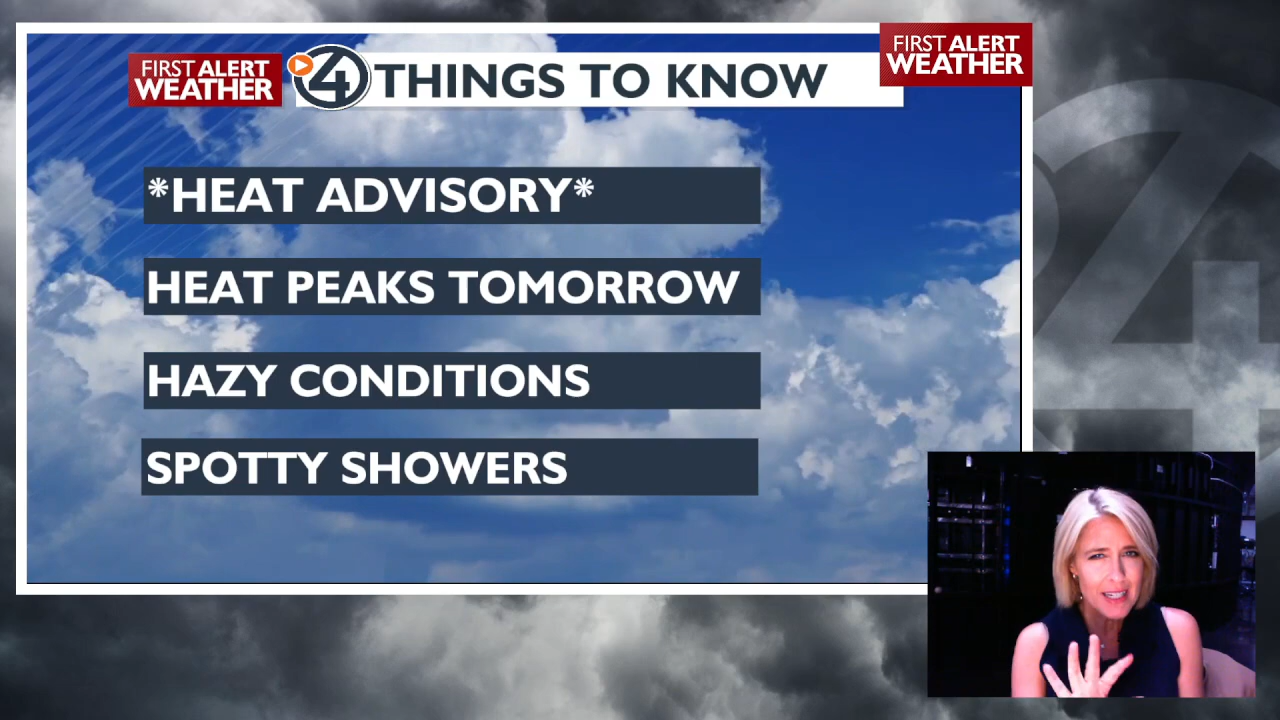 FIRST ALERT
WEATHER
4 THINGS TO KNOW
FIRST ALERT
WEATHER
*HEAT ADVISORY*
HEAT PEAKS TOMORROW
HAZY CONDITIONS
SPOTTY SHOWERS
4